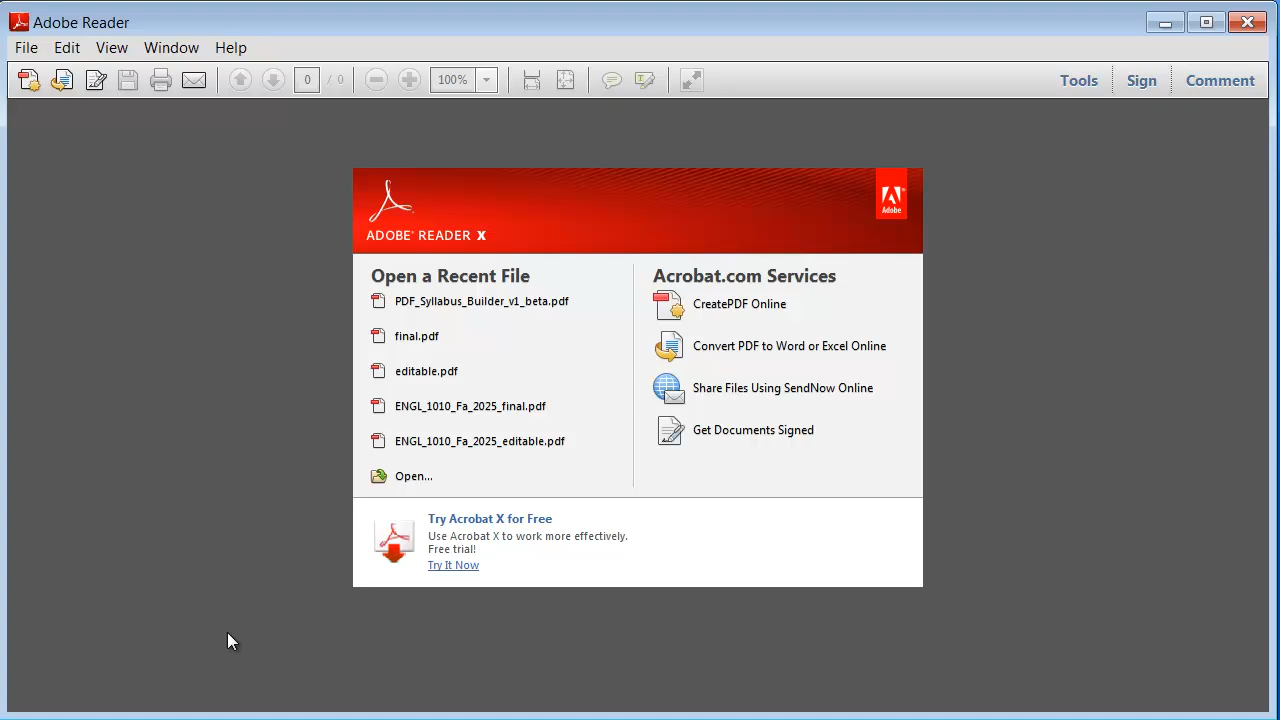 Adobe Reader
File Edit View Window Help
0 / 0 100% Tools Sign Comment
Adobe
ADOBE® READER X
Open a Recent File
PDF_Syllabus_Builder_v1_beta.pdf
final.pdf
editable.pdf
ENGL_1010_Fa_2025_final.pdf
ENGL_1010_Fa_2025_editable.pdf
Open...
Acrobat.com Services
CreatePDF Online
Convert PDF to Word or Excel Online
Share Files Using SendNow Online
Get Documents Signed
Try Acrobat X for Free
Use Acrobat X to work more effectively.
Free trial!
Try It Now